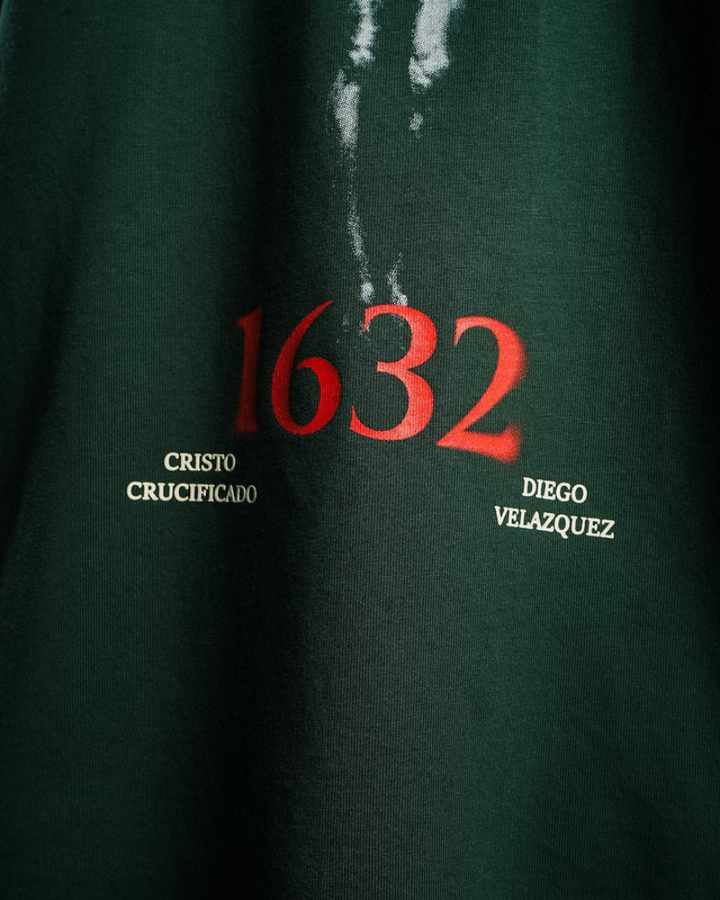 1632
CRISTO
CRUCIFICADO
DIEGO
VELAZQUEZ